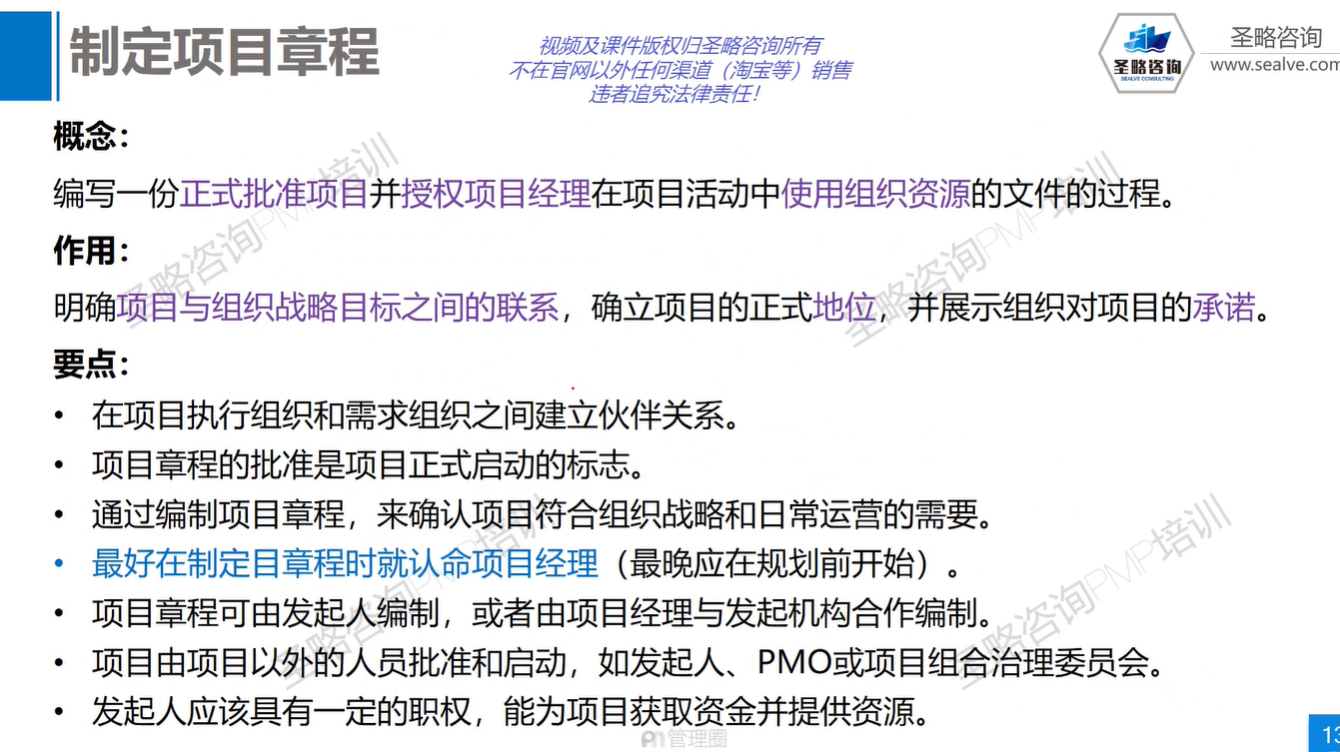 制定项目章程
视频及课件版权归圣略咨询所有
不在官网以外任何渠道（淘宝等）销售
违者追究法律责任！
圣略咨询
SEALVE CONSULTING
圣略咨询
www.sealve.com
概念：
编写一份正式批准项目并授权项目经理在项目活动中使用组织资源的文件的过程。
作用：
明确项目与组织战略目标之间的联系，确立项目的正式地位，并展示组织对项目的承诺。
要点：
• 在项目执行组织和需求组织之间建立伙伴关系。
• 项目章程的批准是项目正式启动的标志。
• 通过编制项目章程，来确认项目符合组织战略和日常运营的需要。
• 最好在制定目章程时就认命项目经理（最晚应在规划前开始）.
• 项目章程可由发起人编制，或者由项目经理与发起机构合作编制。
• 项目由项目以外的人员批准和启动，如发起人、PMO或项目组合治理委员会。
• 发起人应该具有一定的职权，能为项目获取资金并提供资源。
圣略咨询PMP培训
圣略咨询PMP培训
圣略咨询PMP培训
圣略咨询PMP培训
管理圈